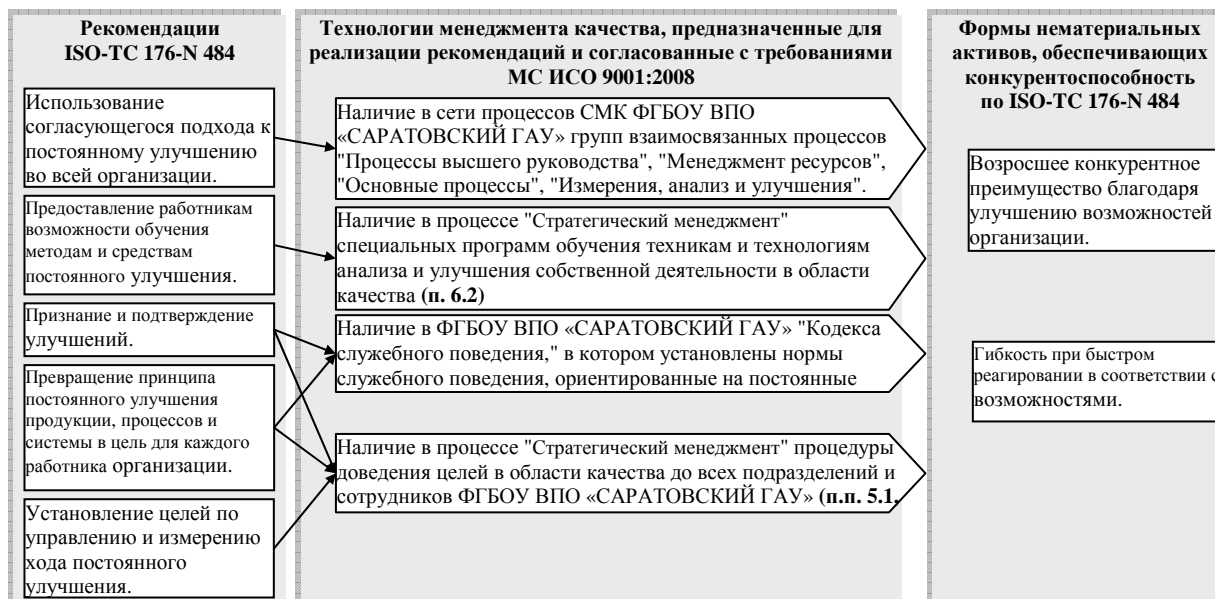 Рекомендации
ISO-TC 176-N 484
Использование
согласующегося подхода к
постоянному улучшению
во всей организации.
Предоставление работникам
возможности обучения
методам и средствам
постоянного улучшения.
Признание и подтверждение
улучшений.
Превращение принципа
постоянного улучшения
продукции, процессов и
системы в цель для каждого
работника организации.
Установление целей по
управлению и измерению
хода постоянного
улучшения.
Технологии менеджмента качества, предназначенные для
реализации рекомендаций и согласованные с требованиями
МС ИСО 9001:2008
Наличие в сети процессов СМК ФГБОУ ВПО
«САРАТОВСКИЙ ГАУ» групп взаимосвязанных процессов
"Процессы высшего руководства", "Менеджмент ресурсов",
"Основные процессы", "Измерения, анализ и улучшения".
Наличие в процессе "Стратегический менеджмент"
специальных программ обучения техникам и технологиям
анализа и улучшения собственной деятельности в области
качества (п. 6.2)
Наличие в ФГБОУ ВПО «САРАТОВСКИЙ ГАУ» "Кодекса
служебного поведения," в котором установлены нормы
служебного поведения, ориентированные на постоянные
Наличие в процессе "Стратегический менеджмент" процедуры
доведения целей в области качества до всех подразделений и
сотрудников ФГБОУ ВПО «САРАТОВСКИЙ ГАУ» (п.п. 5.1,
Формы нематериальных
активов, обеспечивающих
конкурентоспособность
по ISO-TC 176-N 484
Возросшее конкурентное
преимущество благодаря
улучшению возможностей
организации.
Гибкость при быстром
реагировании в соответствии с
возможностями.